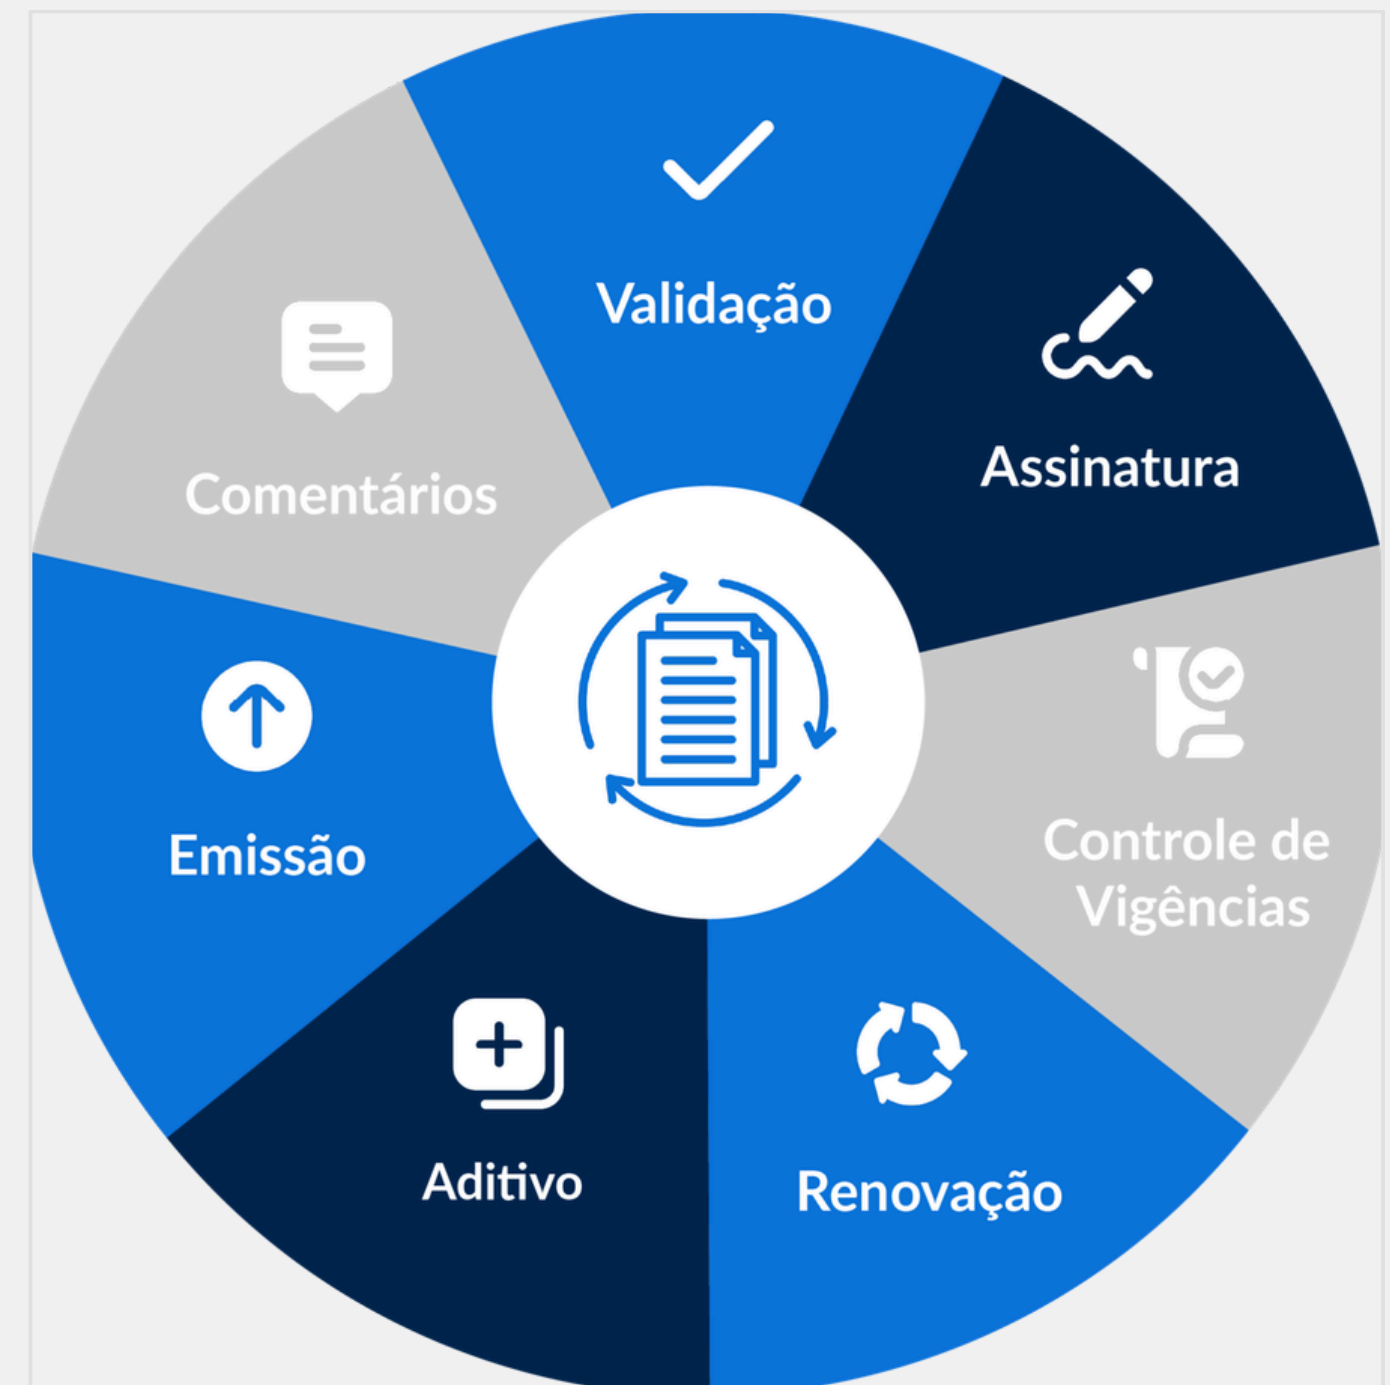 Validação
Assinatura
Comentários
Controle de
Vigências
Emissão
Aditivo
Renovação